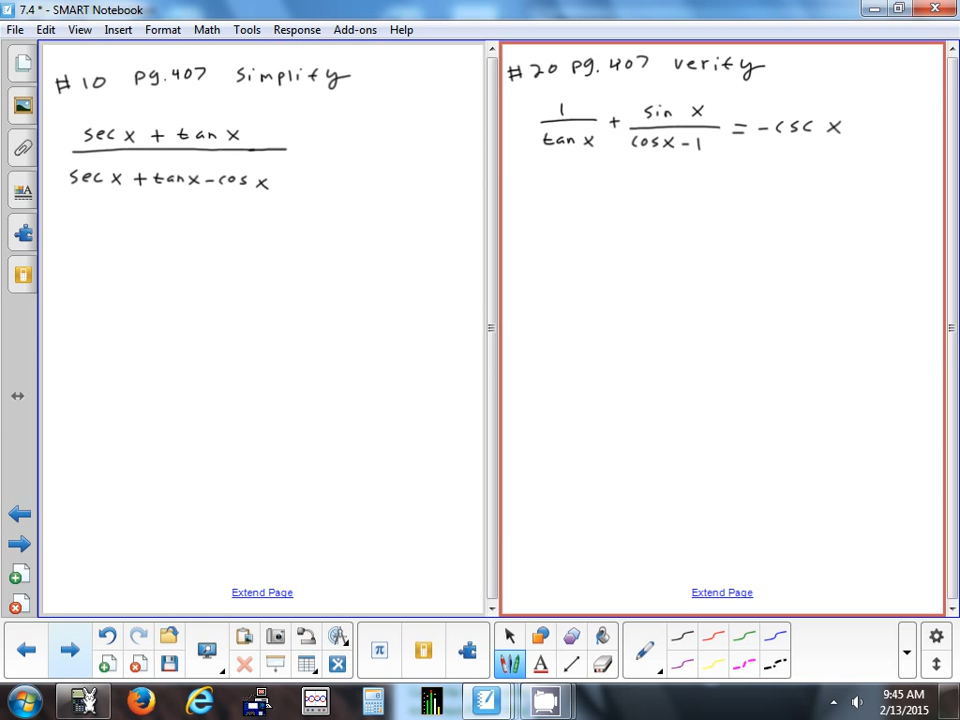 7.4 * - SMART Notebook
File Edit View Insert Format Math Tools Response Add-ons Help
#10 pg.407 simplify
sec x + tan x
sec x + tanx - cos x
Extend Page
#20 pg.407 verify
1 / tan x + sin x / cosx - 1 = -csc x
Extend Page
9:45 AM
2/13/2015